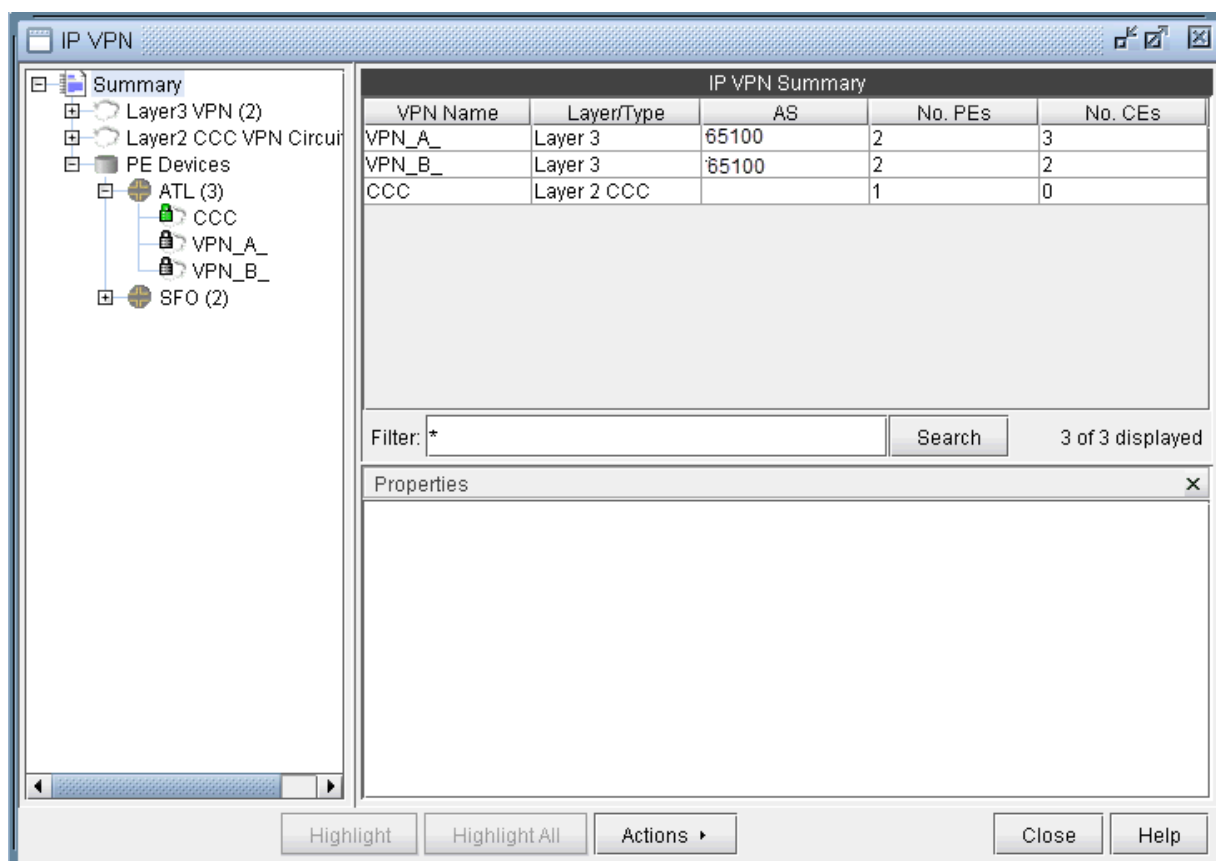 IP VPN
Summary
Layer3 VPN (2)
Layer2 CCC VPN Circuit
PE Devices
ATL (3)
CCC
VPN_A_
VPN_B_
SFO (2)
IP VPN Summary
VPN Name Layer/Type AS No. PEs No. CEs
VPN_A_ Layer 3 65100 2 3
VPN_B_ Layer 3 65100 2 2
CCC Layer 2 CCC 1 0
Filter: * Search 3 of 3 displayed
Properties
Highlight Highlight All Actions Close Help